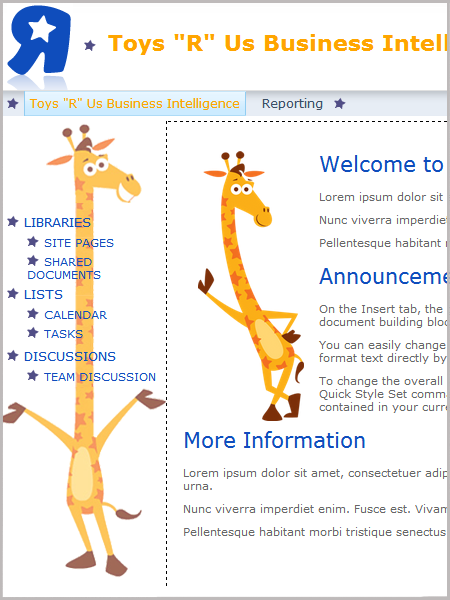 Toys "R" Us Business Intell
Toys "R" Us Business Intelligence
Reporting
LIBRARIES
SITE PAGES
SHARED
DOCUMENTS
LISTS
CALENDAR
TASKS
DISCUSSIONS
TEAM DISCUSSION
Welcome to
Lorem ipsum dolor sit
Nunc viverra imperdiet
Pellentesque habitant
Announceme
On the Insert tab, the
document building bloc
You can easily change
format text directly by
To change the overall
Quick Style Set comma
contained in your curre
More Information
Lorem ipsum dolor sit amet, consectetuer adip
urna.
Nunc viverra imperdiet enim. Fusce est. Vivam
Pellentesque habitant morbi tristique senectus